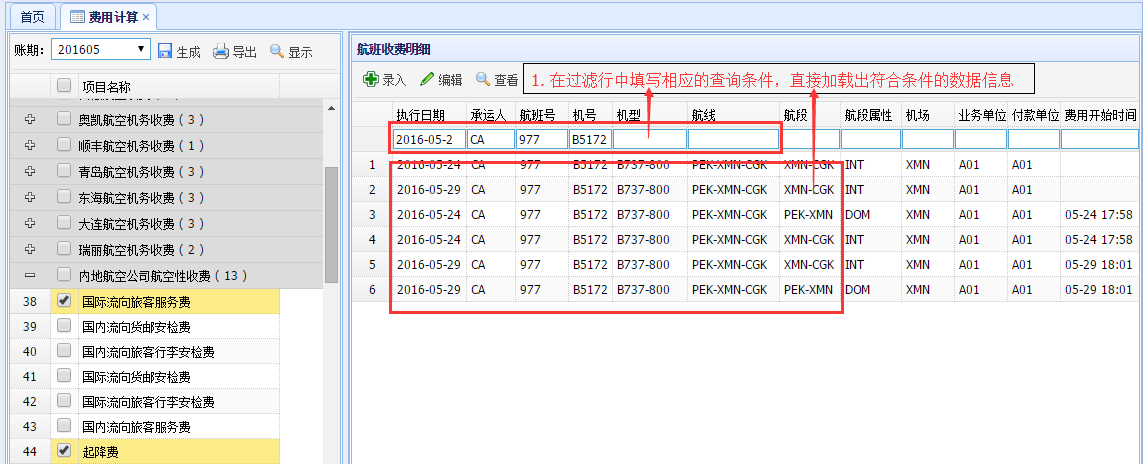 首页 费用计算 ×
账期： 201605 生成 导出 显示
项目名称
奥凯航空机务收费（3）
顺丰航空机务收费（1）
青岛航空机务收费（3）
东海航空机务收费（3）
大连航空机务收费（3）
瑞丽航空机务收费（2）
内地航空公司航空性收费（13）
38 国际流向旅客服务费
39 国内流向货邮安检费
40 国内流向旅客行李安检费
41 国际流向货邮安检费
42 国际流向旅客行李安检费
43 国内流向旅客服务费
44 起降费
航班收费明细
录入 编辑 查看
1. 在过滤行中填写相应的查询条件，直接加载出符合条件的数据信息
执行日期 承运人 航班号 机号 机型 航线 航段 航段属性 机场 业务单位 付款单位 费用开始时间
2016-05-2 CA 977 B5172
1 2016-05-24 CA 977 B5172 B737-800 PEK-XMN-CGK XMN-CGK INT XMN A01 A01
2 2016-05-29 CA 977 B5172 B737-800 PEK-XMN-CGK XMN-CGK INT XMN A01 A01
3 2016-05-24 CA 977 B5172 B737-800 PEK-XMN-CGK PEK-XMN DOM XMN A01 A01 05-24 17:58
4 2016-05-24 CA 977 B5172 B737-800 PEK-XMN-CGK XMN-CGK INT XMN A01 A01 05-24 17:58
5 2016-05-29 CA 977 B5172 B737-800 PEK-XMN-CGK XMN-CGK INT XMN A01 A01 05-29 18:01
6 2016-05-29 CA 977 B5172 B737-800 PEK-XMN-CGK PEK-XMN DOM XMN A01 A01 05-29 18:01